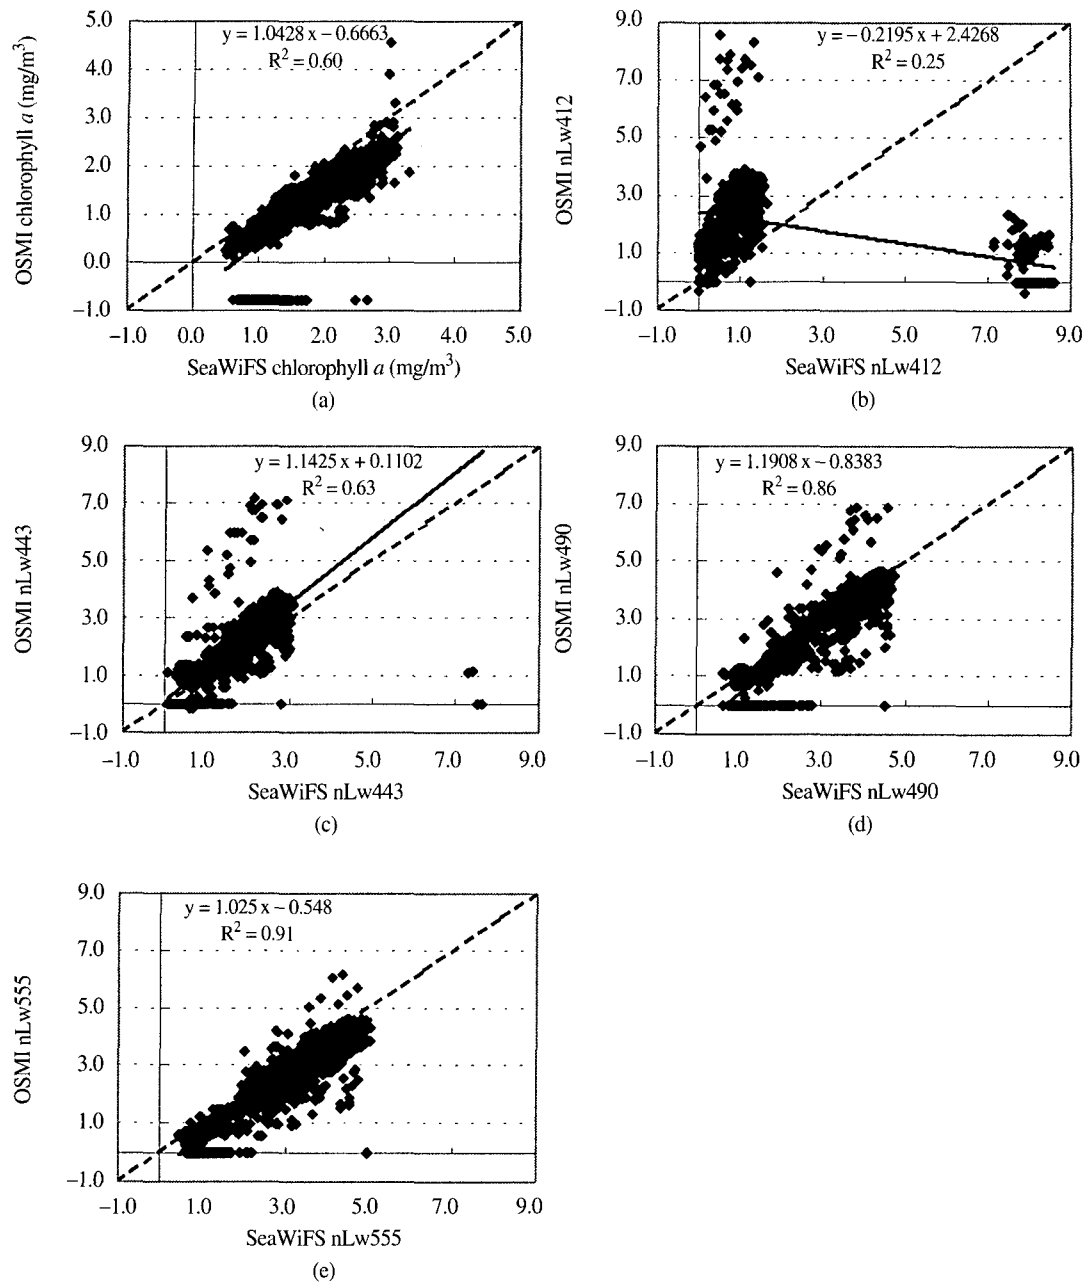 5.0
4.0
3.0
2.0
1.0
0.0
−1.0
OSMI chlorophyll a (mg/m³)
y = 1.0428 x − 0.6663
R² = 0.60
−1.0 0.0 1.0 2.0 3.0 4.0 5.0
SeaWiFS chlorophyll a (mg/m³)
(a)
9.0
7.0
5.0
3.0
1.0
−1.0
OSMI nLw412
y = −0.2195 x + 2.4268
R² = 0.25
−1.0 1.0 3.0 5.0 7.0 9.0
SeaWiFS nLw412
(b)
9.0
7.0
5.0
3.0
1.0
−1.0
OSMI nLw443
y = 1.1425 x + 0.1102
R² = 0.63
−1.0 1.0 3.0 5.0 7.0 9.0
SeaWiFS nLw443
(c)
9.0
7.0
5.0
3.0
1.0
−1.0
OSMI nLw490
y = 1.1908 x − 0.8383
R² = 0.86
−1.0 1.0 3.0 5.0 7.0 9.0
SeaWiFS nLw490
(d)
9.0
7.0
5.0
3.0
1.0
−1.0
OSMI nLw555
y = 1.025 x − 0.548
R² = 0.91
−1.0 1.0 3.0 5.0 7.0 9.0
SeaWiFS nLw555
(e)